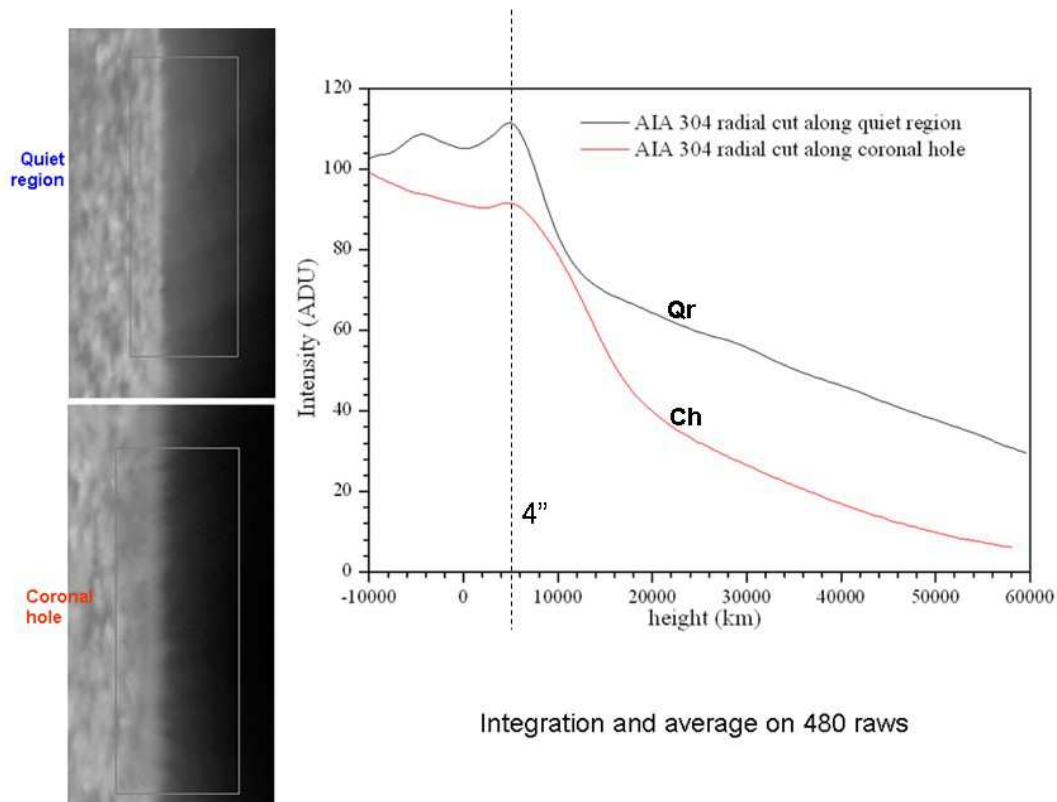 Quiet
region
Coronal
hole
120
100
80
60
40
20
0
Intensity (ADU)
AIA 304 radial cut along quiet region
AIA 304 radial cut along coronal hole
Qr
Ch
4”
-10000 0 10000 20000 30000 40000 50000 60000
height (km)
Integration and average on 480 raws